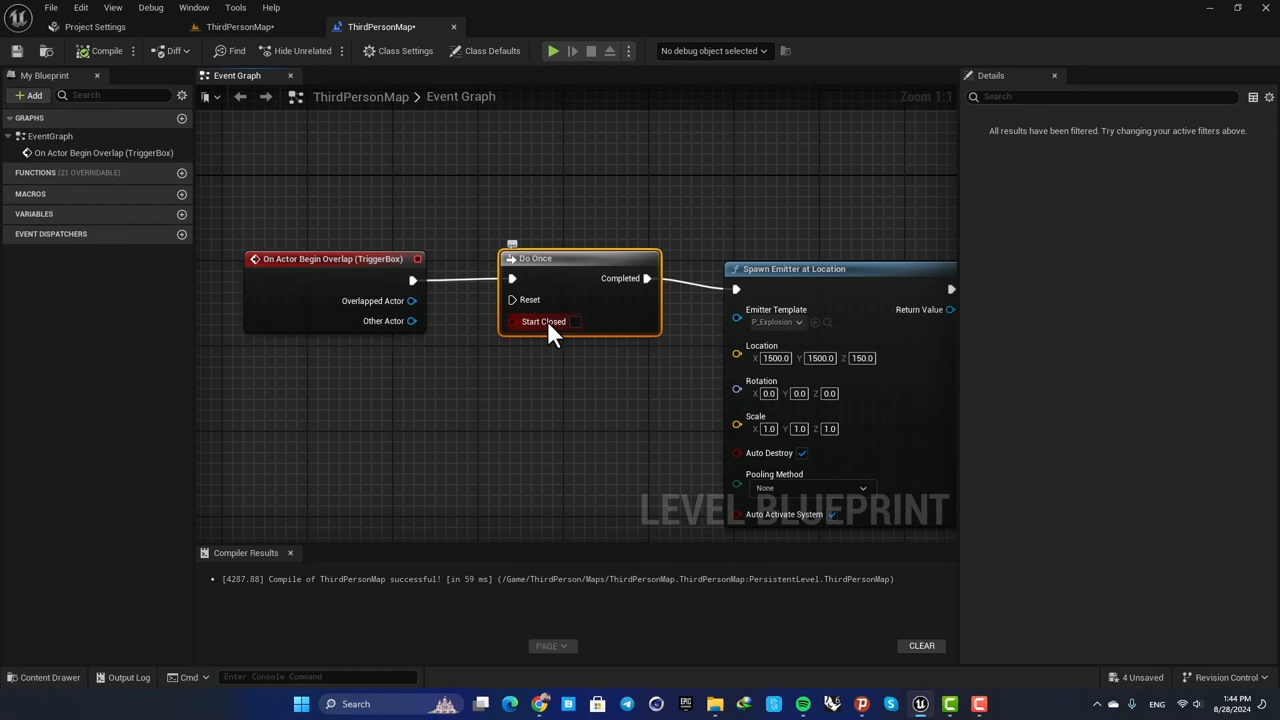 File Edit View Debug Window Tools Help
Project Settings ThirdPersonMap* ThirdPersonMap*
Compile Diff Find Hide Unrelated Class Settings Class Defaults No debug object selected
My Blueprint Event Graph Details
Add Search ThirdPersonMap Event Graph Zoom 1:1 Search
GRAPHS
EventGraph
On Actor Begin Overlap (TriggerBox)
FUNCTIONS (21 OVERRIDABLE)
MACROS
VARIABLES
EVENT DISPATCHERS
All results have been filtered. Try changing your active filters above.
On Actor Begin Overlap (TriggerBox)
Overlapped Actor
Other Actor
Do Once
Completed
Reset
Start Closed
Spawn Emitter at Location
Emitter Template Return Value
P_Explosion
Location
X 1500.0 Y 1500.0 Z 150.0
Rotation
X 0.0 Y 0.0 Z 0.0
Scale
X 1.0 Y 1.0 Z 1.0
Auto Destroy
Pooling Method
None
Auto Activate System
LEVEL BLUEPRINT
Compiler Results
[4287.88] Compile of ThirdPersonMap successful! [in 59 ms] (/Game/ThirdPerson/Maps/ThirdPersonMap.ThirdPersonMap:PersistentLevel.ThirdPersonMap)
PAGE CLEAR
Content Drawer Output Log Cmd Enter Console Command 4 Unsaved Revision Control
Search ENG 1:44 PM
8/28/2024